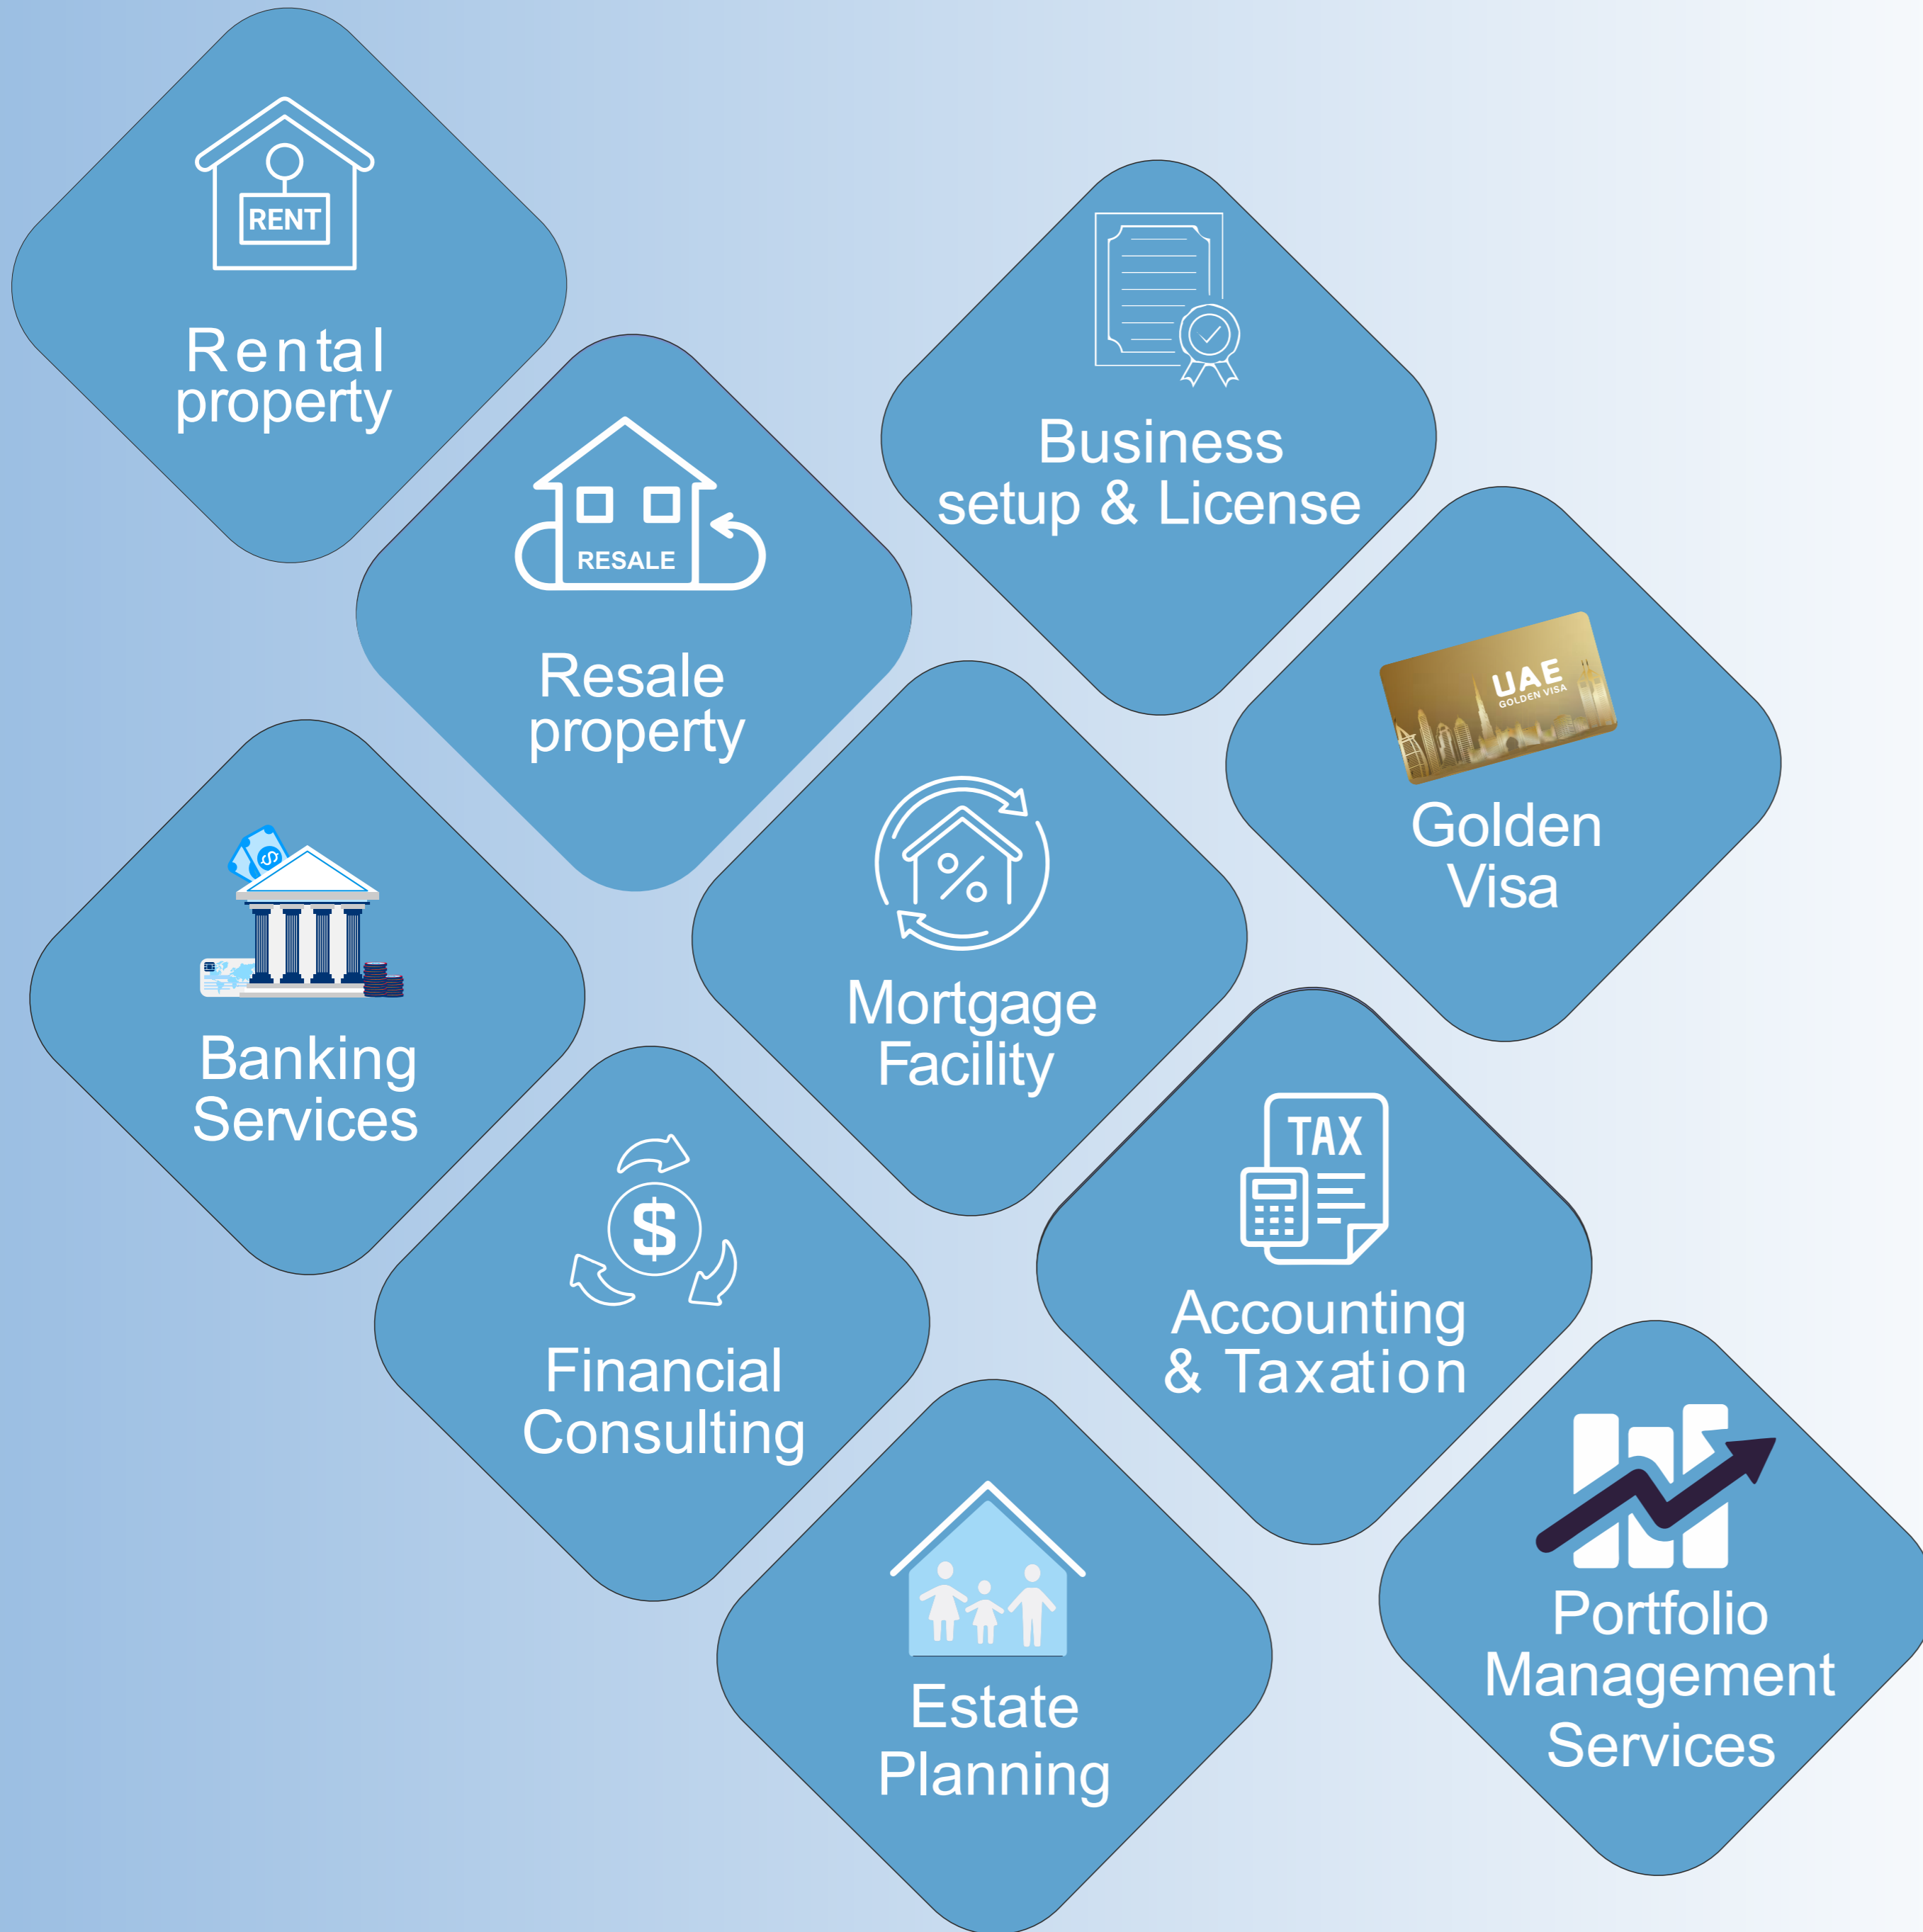 RENT
Rental
property
RESALE
Resale
property
Business
setup & License
UAE
GOLDEN VISA
Golden
Visa
Banking
Services
Mortgage
Facility
$
Financial
Consulting
TAX
Accounting
& Taxation
Estate
Planning
Portfolio
Management
Services